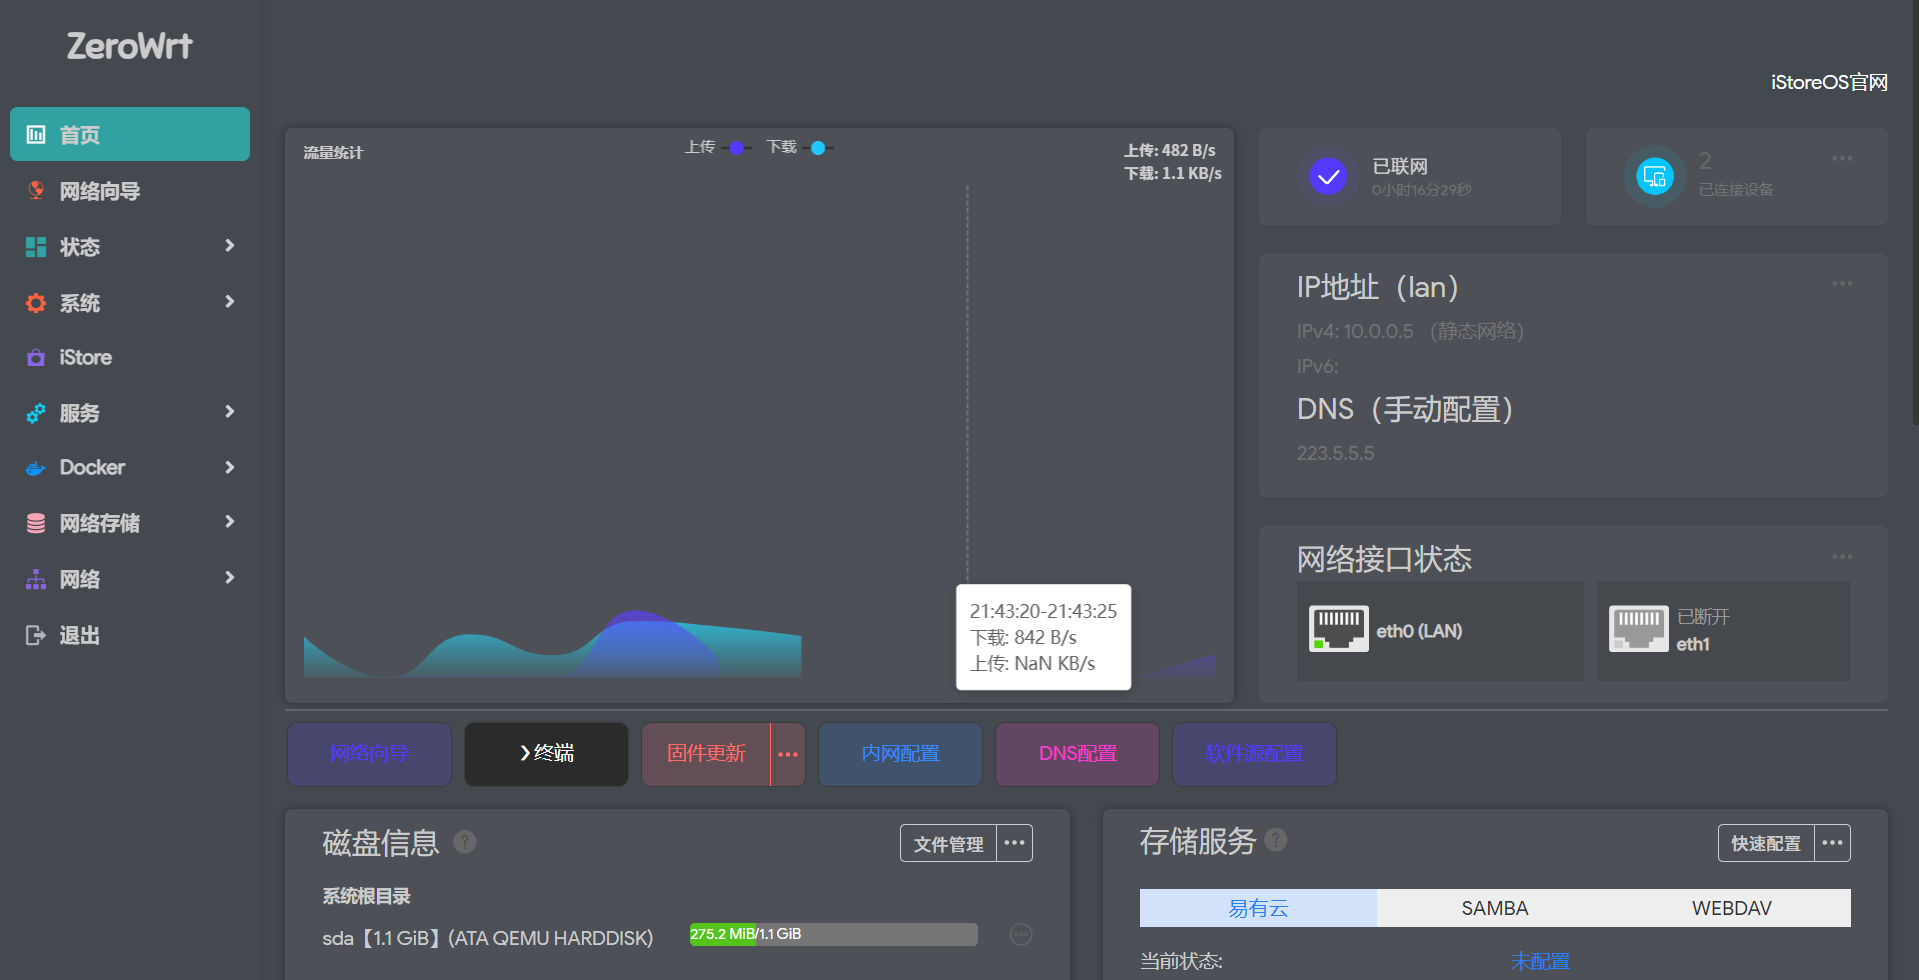 ZeroWrt
首页
网络向导
状态
系统
iStore
服务
Docker
网络存储
网络
退出
iStoreOS官网
流量统计
上传 下载
上传: 482 B/s
下载: 1.1 KB/s
21:43:20-21:43:25
下载: 842 B/s
上传: NaN KB/s
已联网
0小时16分29秒
2
已连接设备
IP地址（lan）
IPv4: 10.0.0.5 （静态网络）
IPv6:
DNS（手动配置）
223.5.5.5
网络接口状态
eth0 (LAN)
已断开
eth1
网络向导
终端
固件更新
内网配置
DNS配置
软件源配置
磁盘信息 ?
文件管理
系统根目录
sda【1.1 GiB】(ATA QEMU HARDDISK)
275.2 MiB/1.1 GiB
存储服务 ?
快速配置
易有云 SAMBA WEBDAV
当前状态: 未配置